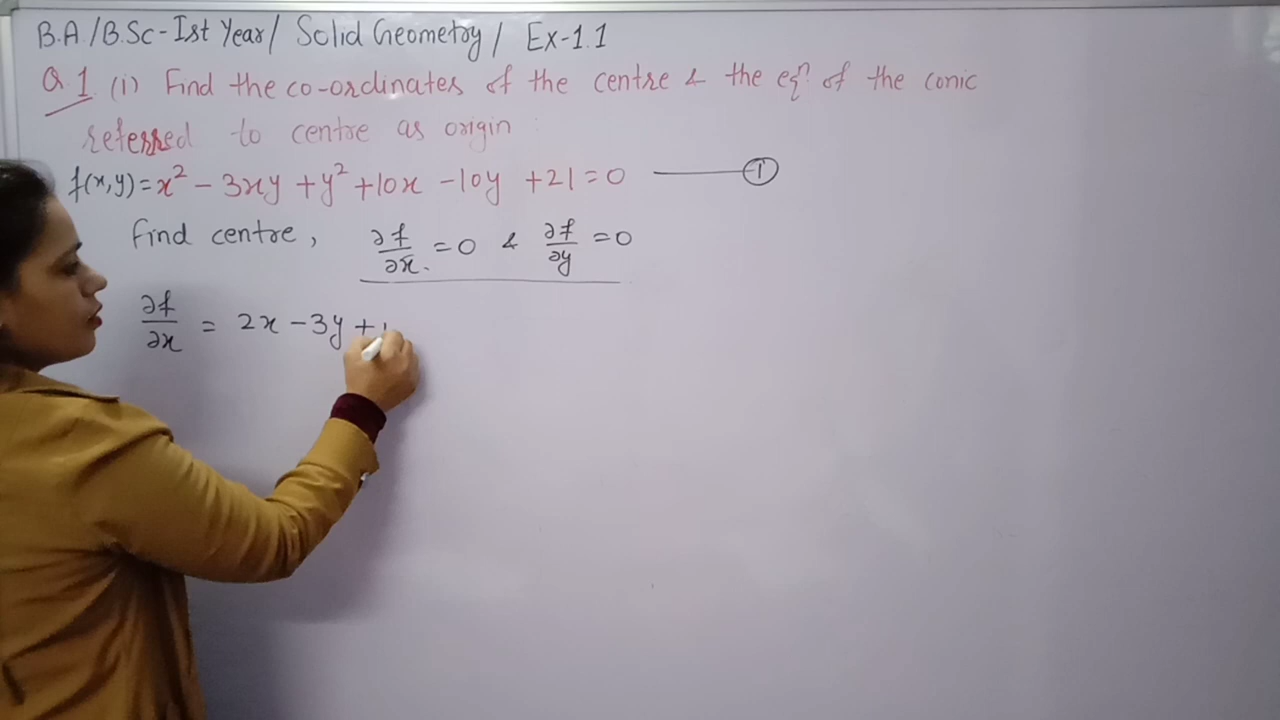 B.A./B.Sc-Ist Year/ Solid Geometry/ Ex-1.1
Q.1 (i) Find the co-ordinates of the centre & the eqⁿ. of the conic
referred to centre as origin :
f(x,y)=x² - 3xy + y² +10x -10y +21=0 ——— ①
Find centre, ∂f/∂x =0 & ∂f/∂y =0
∂f/∂x = 2x - 3y +